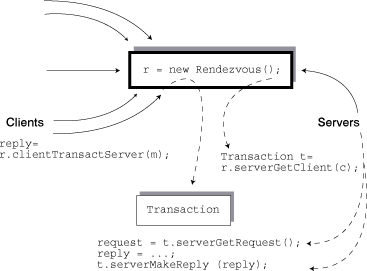 r = new Rendezvous();
Clients
Servers
reply=
r.clientTransactServer(m);
Transaction t=
r.serverGetClient(c);
Transaction
request = t.serverGetRequest();
reply = ...;
t.serverMakeReply (reply);